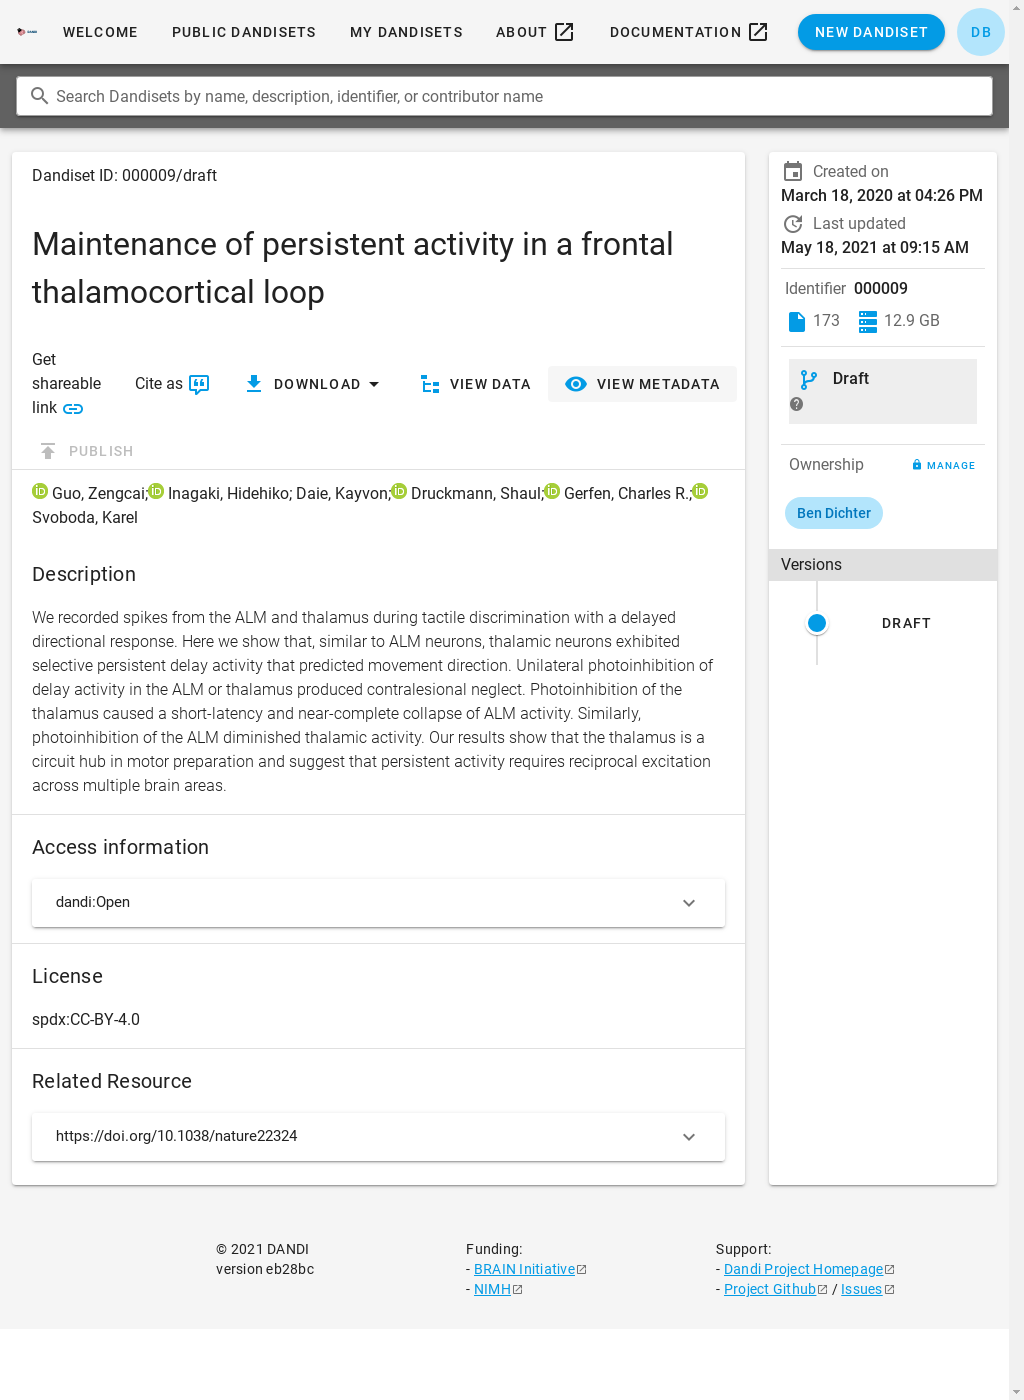 WELCOME PUBLIC DANDISETS MY DANDISETS ABOUT DOCUMENTATION NEW DANDISET DB
Search Dandisets by name, description, identifier, or contributor name
Dandiset ID: 000009/draft
Maintenance of persistent activity in a frontal
thalamocortical loop
Get
shareable
link
Cite as
DOWNLOAD
VIEW DATA
VIEW METADATA
PUBLISH
Guo, Zengcai; Inagaki, Hidehiko; Daie, Kayvon; Druckmann, Shaul; Gerfen, Charles R.;
Svoboda, Karel
Description
We recorded spikes from the ALM and thalamus during tactile discrimination with a delayed
directional response. Here we show that, similar to ALM neurons, thalamic neurons exhibited
selective persistent delay activity that predicted movement direction. Unilateral photoinhibition of
delay activity in the ALM or thalamus produced contralesional neglect. Photoinhibition of the
thalamus caused a short-latency and near-complete collapse of ALM activity. Similarly,
photoinhibition of the ALM diminished thalamic activity. Our results show that the thalamus is a
circuit hub in motor preparation and suggest that persistent activity requires reciprocal excitation
across multiple brain areas.
Access information
dandi:Open
License
spdx:CC-BY-4.0
Related Resource
https://doi.org/10.1038/nature22324
Created on
March 18, 2020 at 04:26 PM
Last updated
May 18, 2021 at 09:15 AM
Identifier 000009
173 12.9 GB
Draft
Ownership MANAGE
Ben Dichter
Versions
DRAFT
© 2021 DANDI
version eb28bc
Funding:
- BRAIN Initiative
- NIMH
Support:
- Dandi Project Homepage
- Project Github / Issues